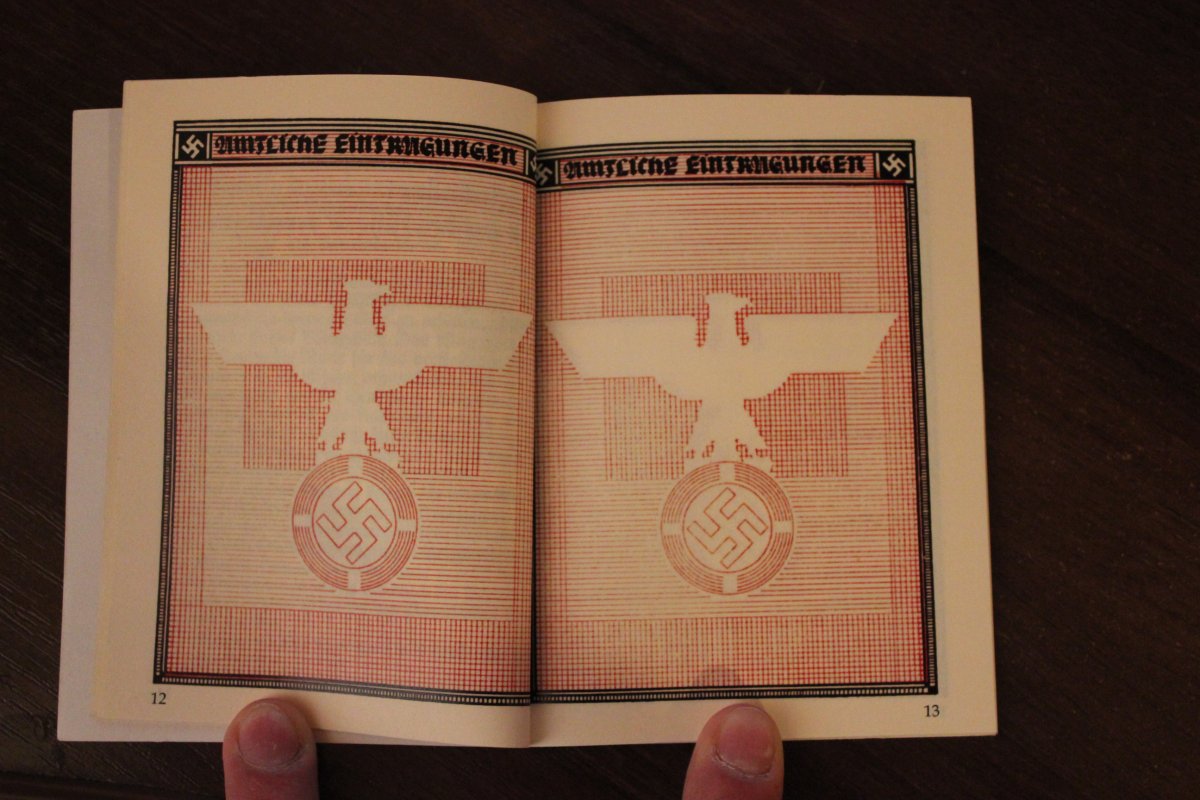 Amtliche Eintragungen
Amtliche Eintragungen
12
13